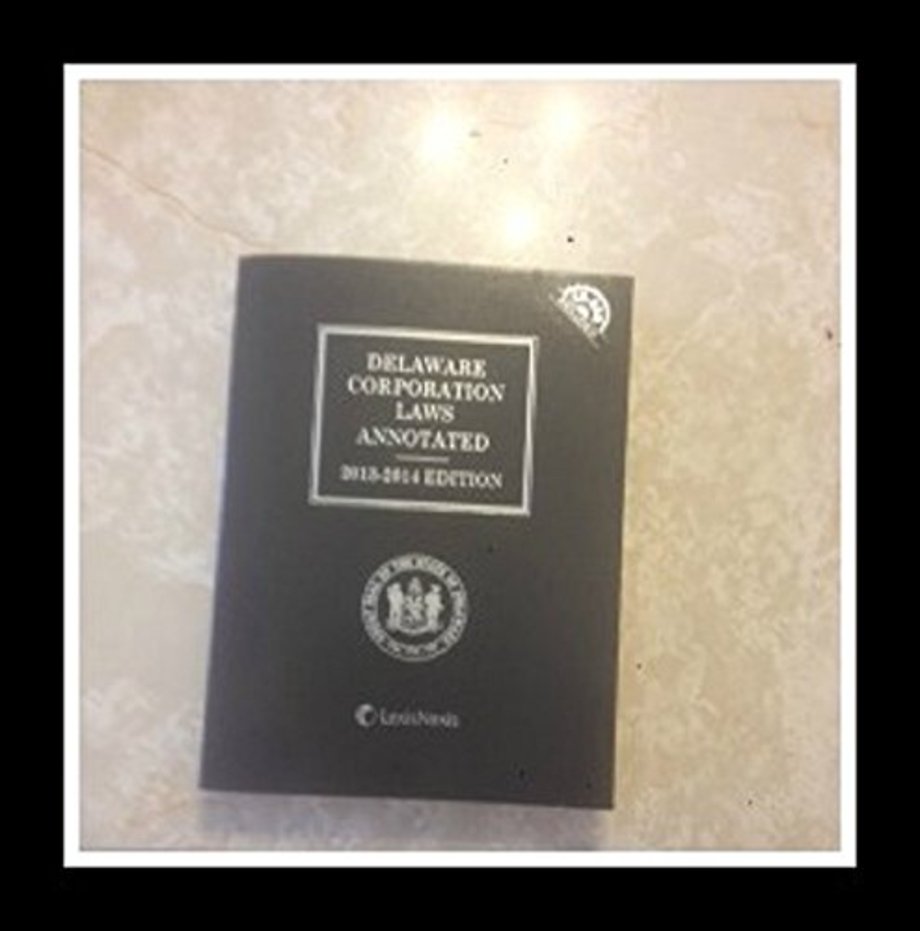 DELAWARE
CORPORATION
LAWS
ANNOTATED
2013-2014 EDITION
LexisNexis